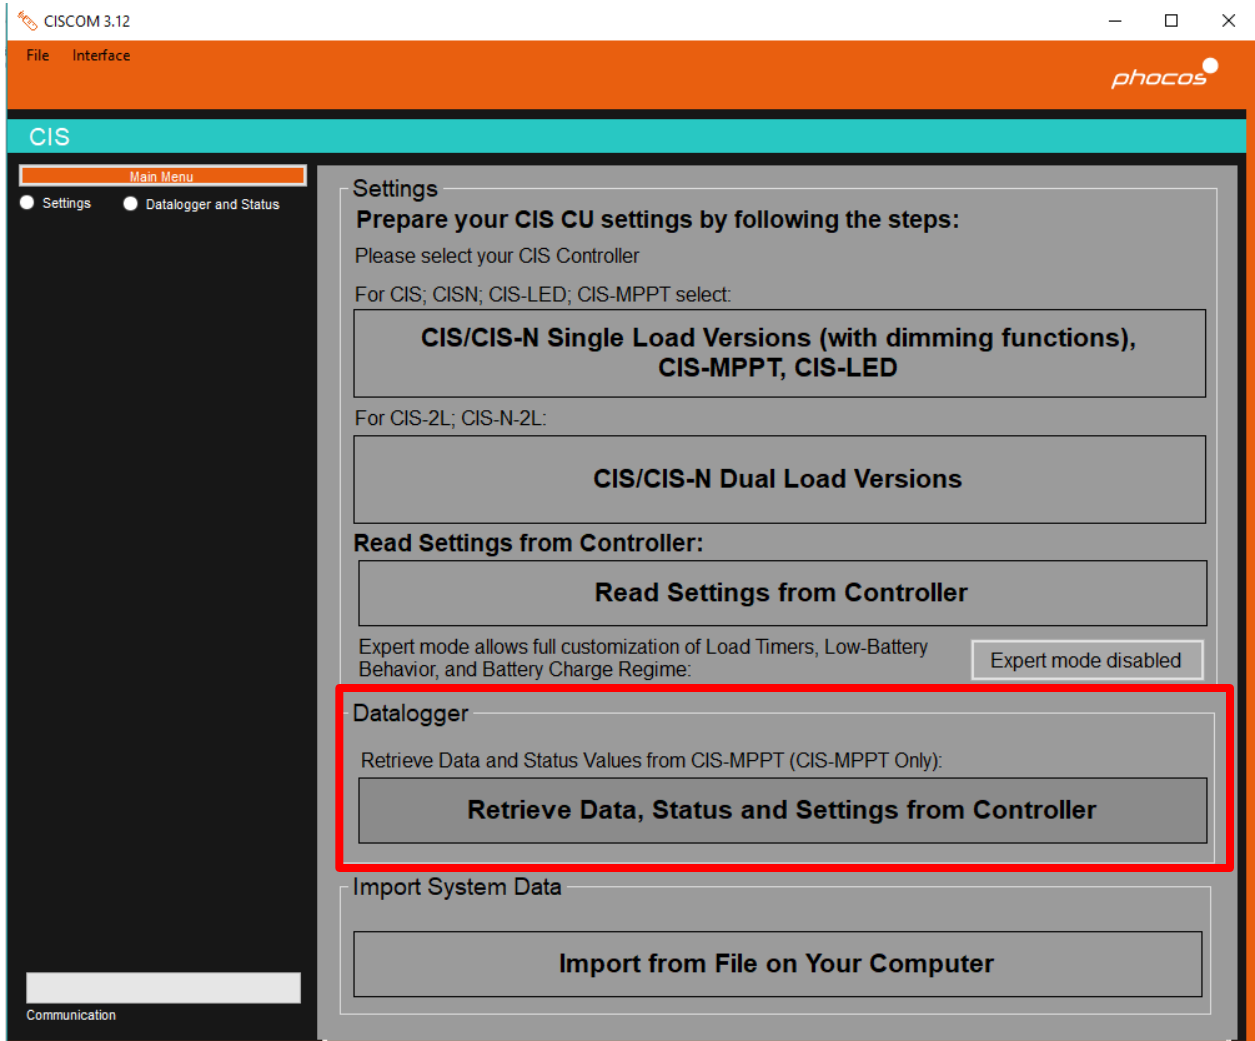 CISCOM 3.12
File Interface
phocos
CIS
Main Menu
Settings Datalogger and Status
Settings
Prepare your CIS CU settings by following the steps:
Please select your CIS Controller
For CIS; CISN; CIS-LED; CIS-MPPT select:
CIS/CIS-N Single Load Versions (with dimming functions),
CIS-MPPT, CIS-LED
For CIS-2L; CIS-N-2L:
CIS/CIS-N Dual Load Versions
Read Settings from Controller:
Read Settings from Controller
Expert mode allows full customization of Load Timers, Low-Battery
Behavior, and Battery Charge Regime:
Expert mode disabled
Datalogger
Retrieve Data and Status Values from CIS-MPPT (CIS-MPPT Only):
Retrieve Data, Status and Settings from Controller
Import System Data
Import from File on Your Computer
Communication